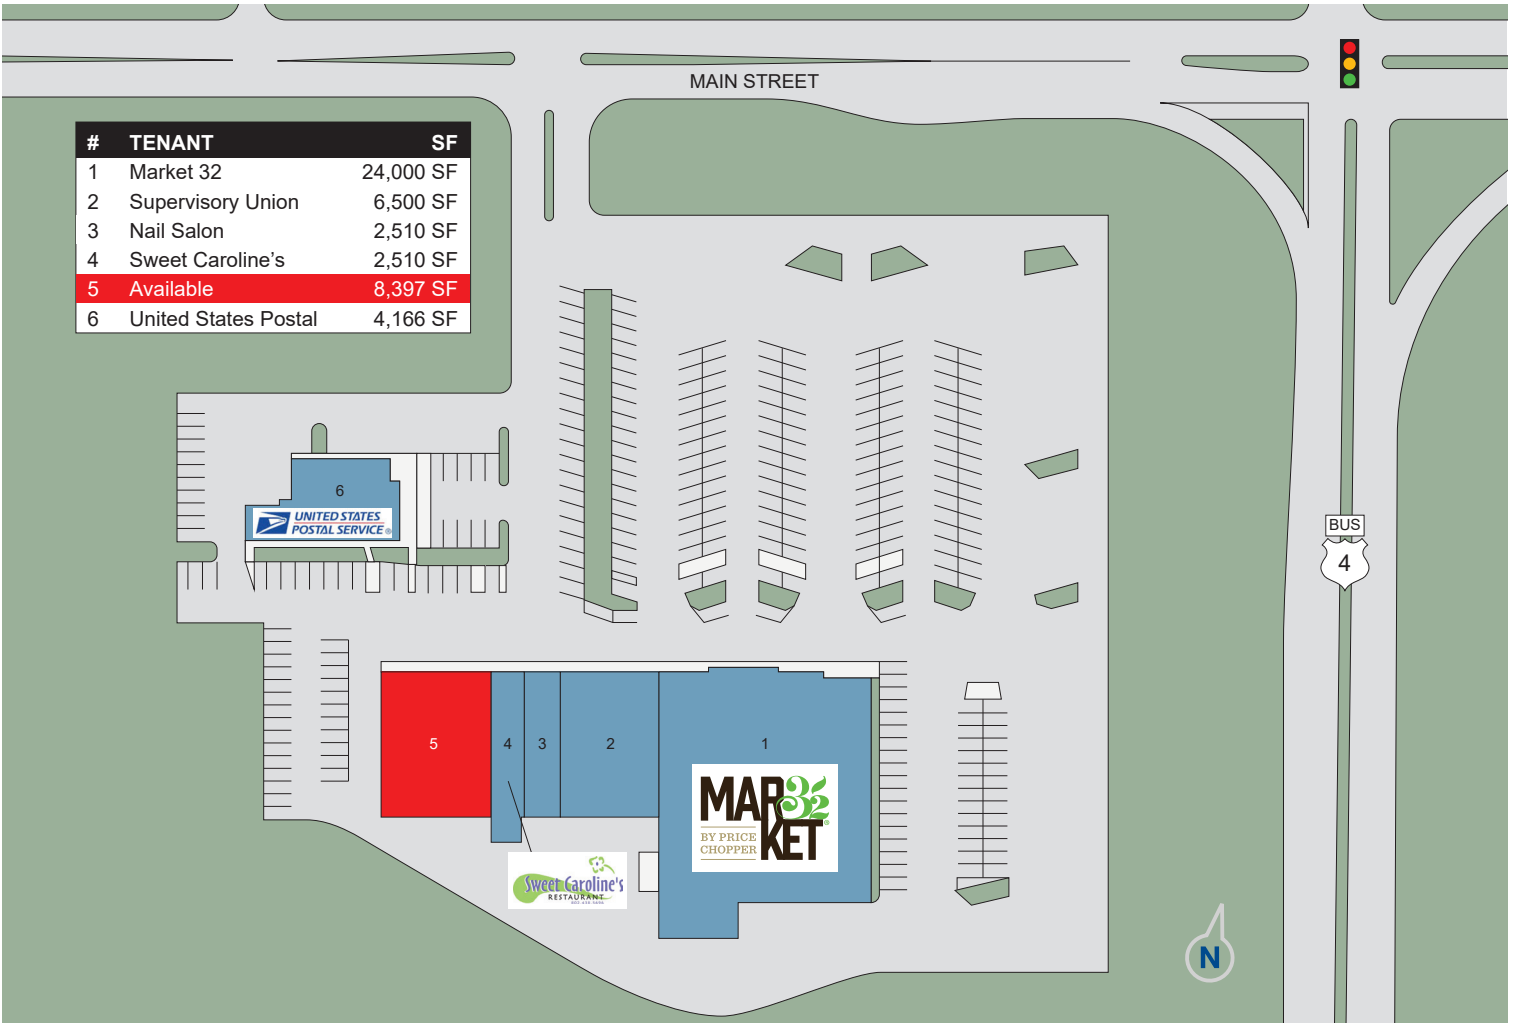 MAIN STREET
# TENANT SF
1 Market 32 24,000 SF
2 Supervisory Union 6,500 SF
3 Nail Salon 2,510 SF
4 Sweet Caroline's 2,510 SF
5 Available 8,397 SF
6 United States Postal 4,166 SF
6
UNITED STATES
POSTAL SERVICE®
BUS
4
5
4
3
2
1
MAR32
KET®
BY PRICE
CHOPPER
Sweet Caroline's
RESTAURANT
N